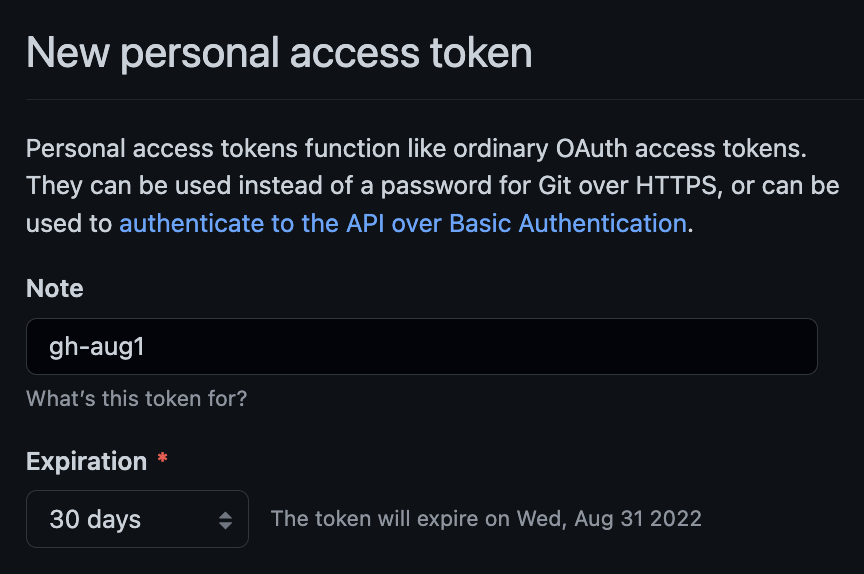 New personal access token
Personal access tokens function like ordinary OAuth access tokens.
They can be used instead of a password for Git over HTTPS, or can be
used to authenticate to the API over Basic Authentication.
Note
gh-aug1
What's this token for?
Expiration *
30 days
The token will expire on Wed, Aug 31 2022